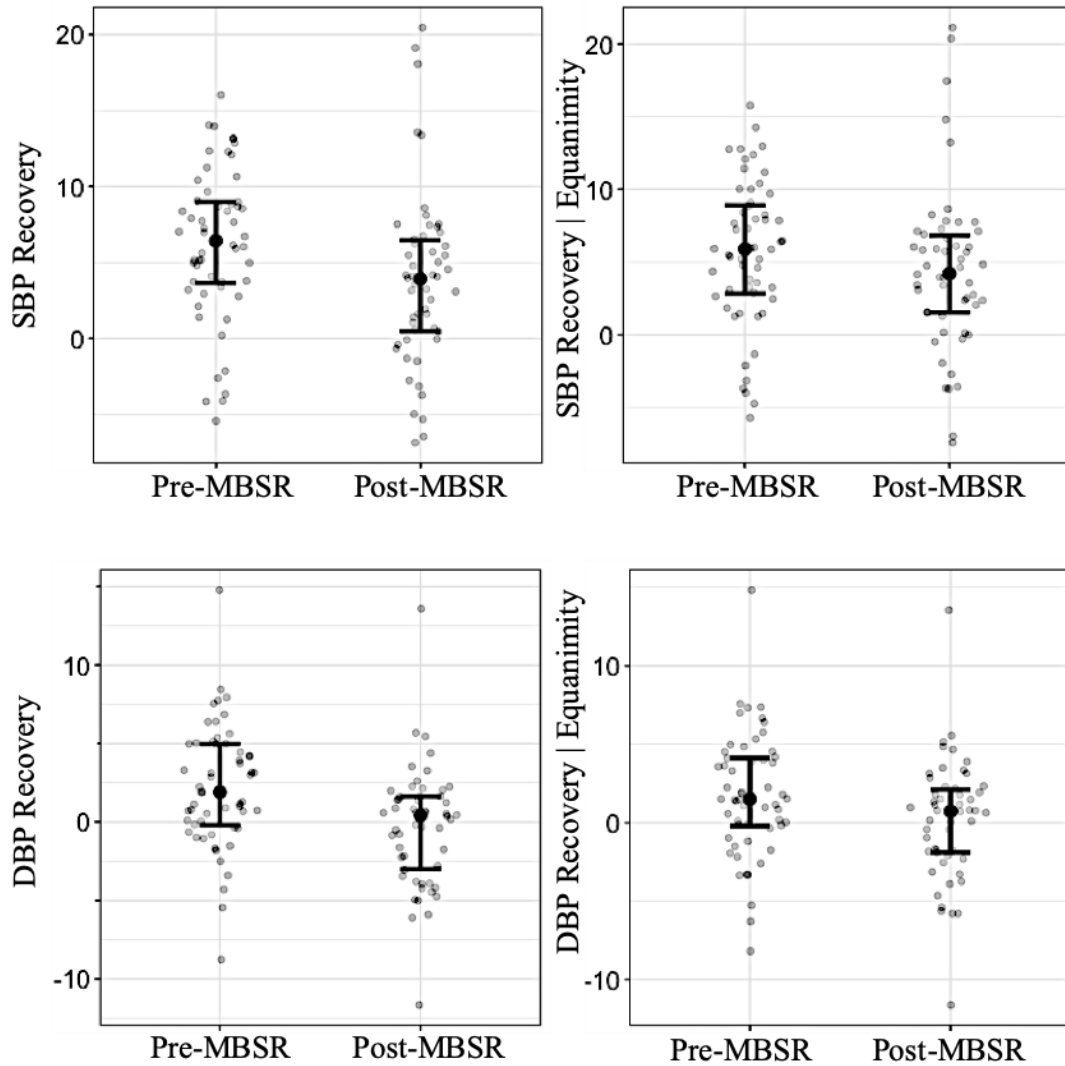 SBP Recovery
20
10
0
Pre-MBSR Post-MBSR
SBP Recovery | Equanimity
20
10
0
Pre-MBSR Post-MBSR
DBP Recovery
10
0
-10
Pre-MBSR Post-MBSR
DBP Recovery | Equanimity
10
0
-10
Pre-MBSR Post-MBSR